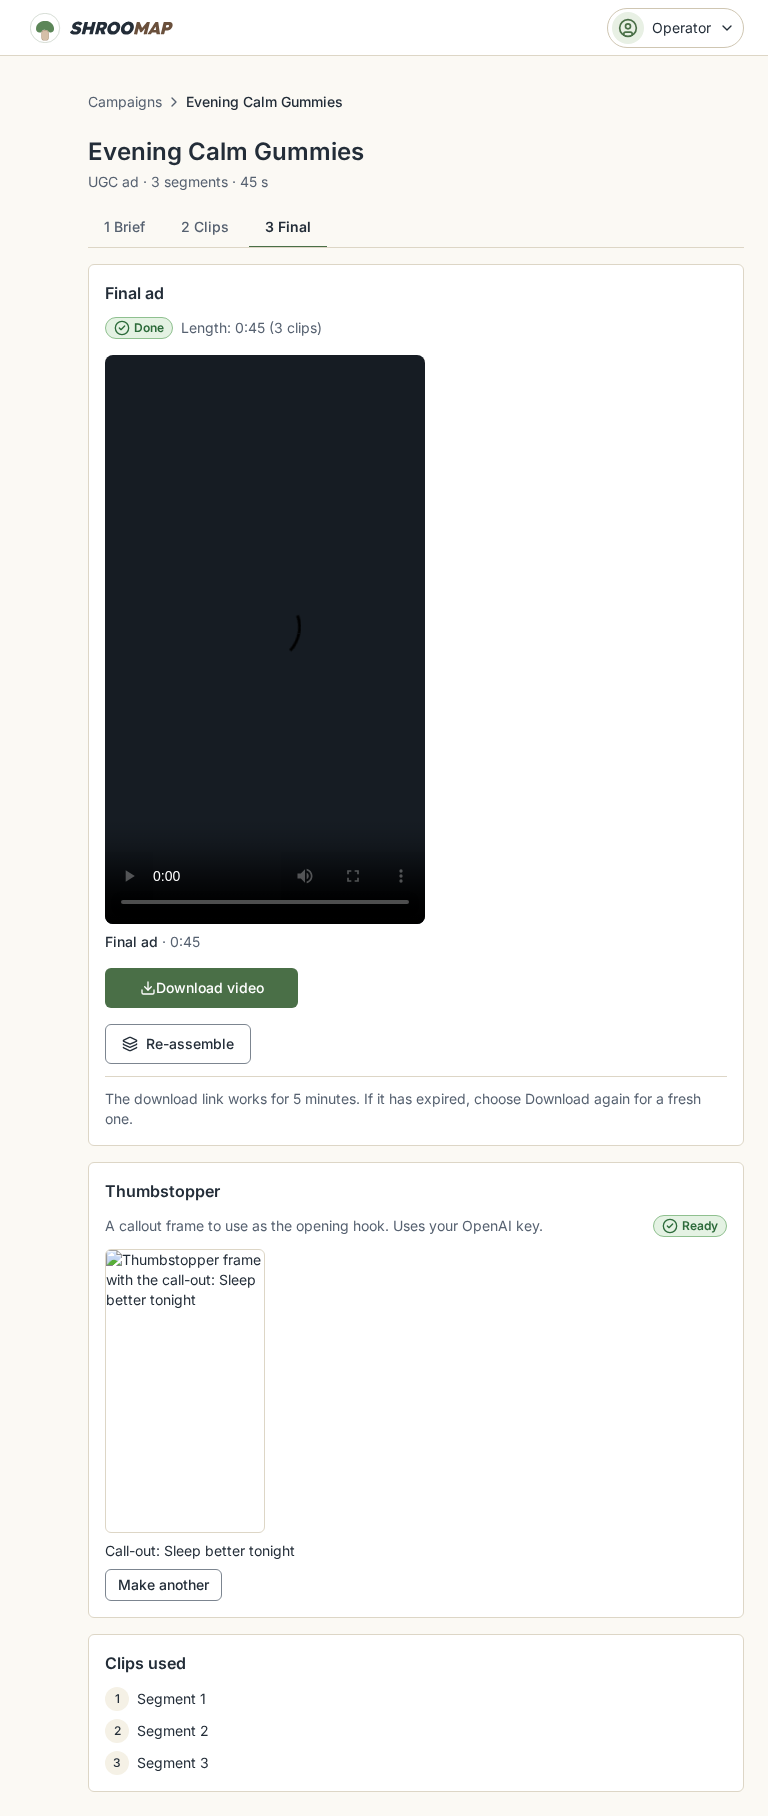 SHROOMAP
Operator
Campaigns > Evening Calm Gummies
Evening Calm Gummies
UGC ad · 3 segments · 45 s
1 Brief 2 Clips 3 Final
Final ad
Done Length: 0:45 (3 clips)
0:00
Final ad · 0:45
Download video
Re-assemble
The download link works for 5 minutes. If it has expired, choose Download again for a fresh
one.
Thumbstopper
A callout frame to use as the opening hook. Uses your OpenAI key.
Ready
Thumbstopper frame
with the call-out: Sleep
better tonight
Call-out: Sleep better tonight
Make another
Clips used
1 Segment 1
2 Segment 2
3 Segment 3